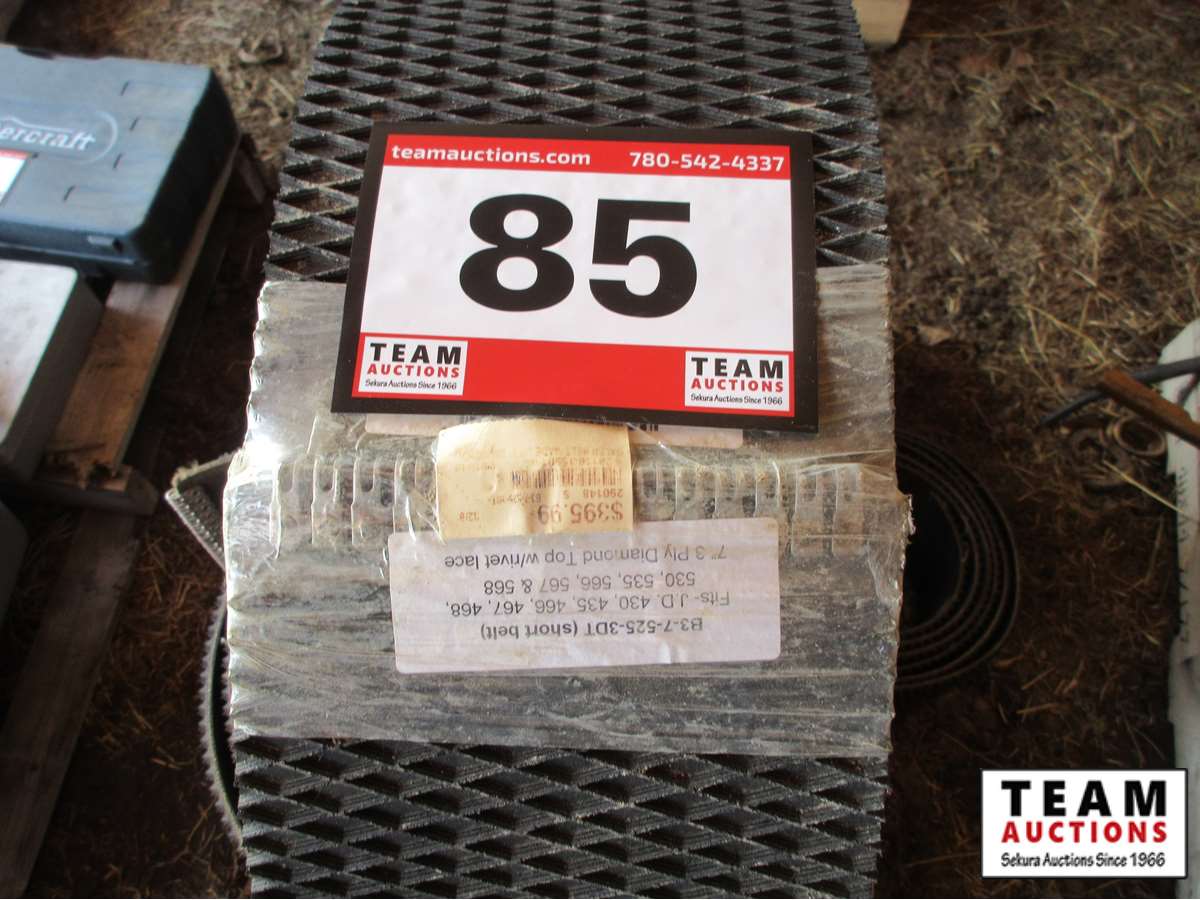 teamauctions.com 780-542-4337
85
TEAM
AUCTIONS
Sekura Auctions Since 1966
TEAM
AUCTIONS
Sekura Auctions Since 1966
$395.99
290148 S
B3-7-525-3DT (short belt)
Fits- J.D. 430, 435, 466, 467, 468,
530, 535, 566, 567 & 568
7" 3 Ply Diamond Top w/rivet lace
ercraft
TEAM
AUCTIONS
Sekura Auctions Since 1966